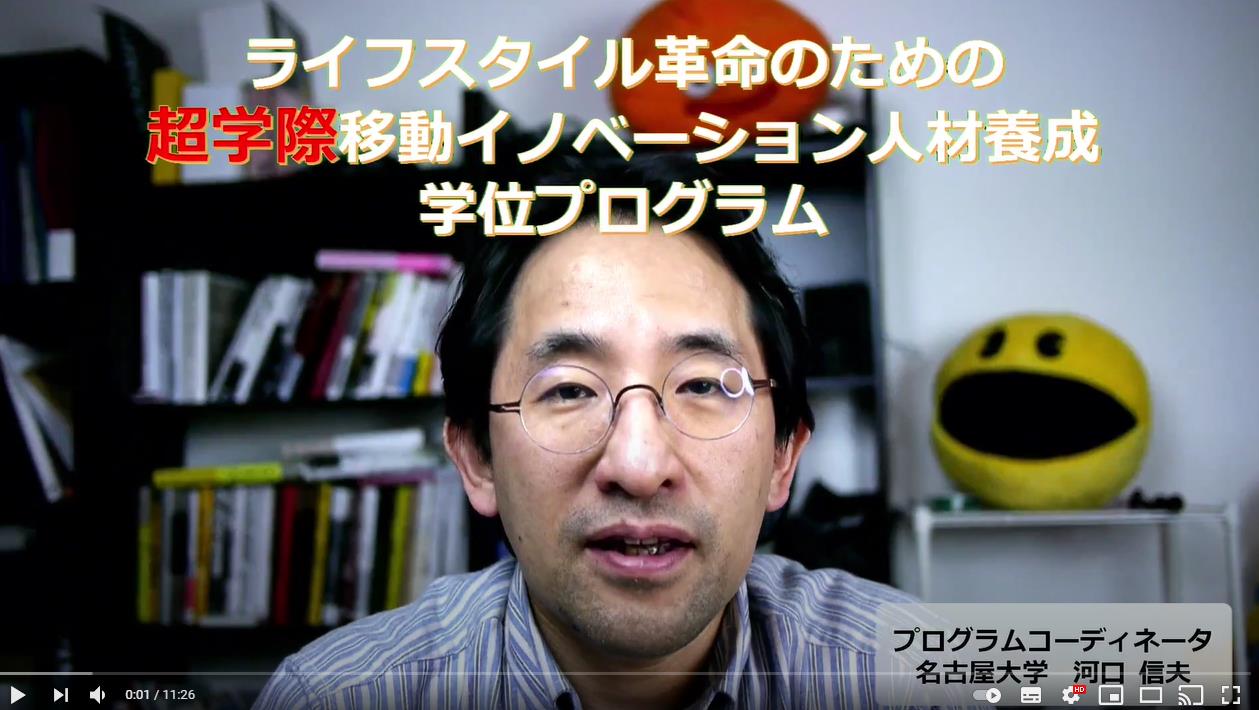 ライフスタイル革命のための
超学際移動イノベーション人材養成
学位プログラム
プログラムコーディネータ
名古屋大学 河口 信夫
0:01 / 11:26
HD